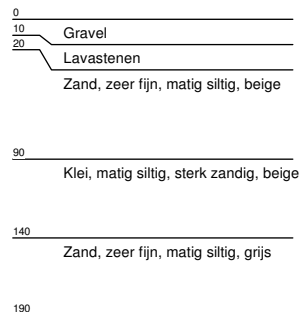 0
10
Gravel
20
Lavastenen
Zand, zeer fijn, matig siltig, beige
90
Klei, matig siltig, sterk zandig, beige
140
Zand, zeer fijn, matig siltig, grijs
190